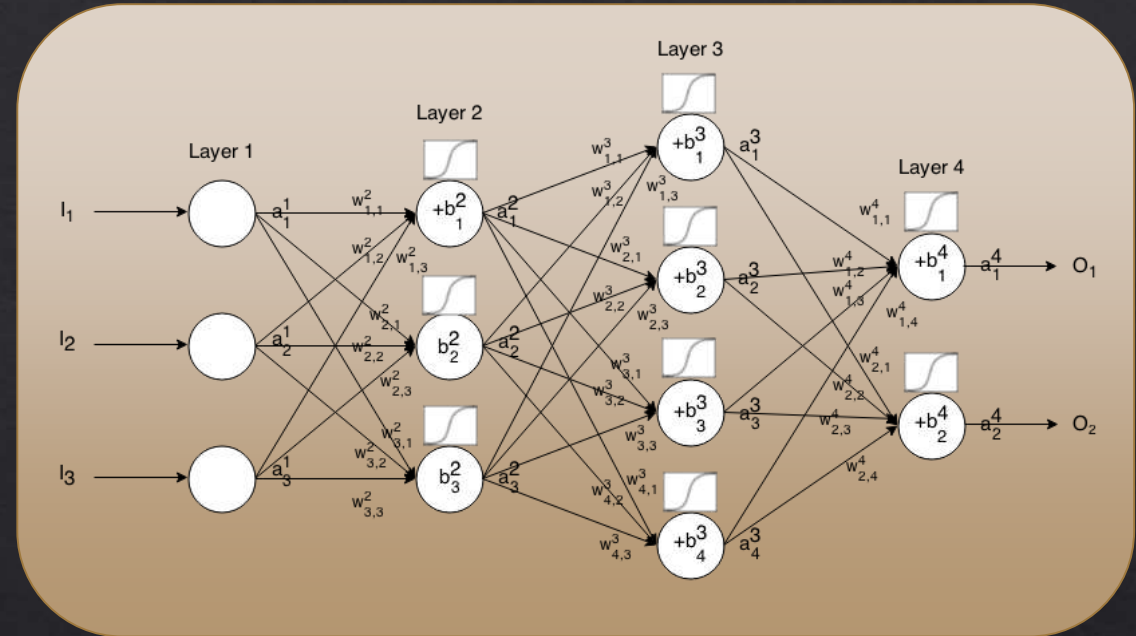 Layer 3
Layer 2
Layer 1
Layer 4
I₁
I₂
I₃
a¹₁
a¹₂
a¹₃
w²₁,₁
w²₁,₂
w²₁,₃
w²₂,₁
w²₂,₂
w²₂,₃
w²₃,₁
w²₃,₂
w²₃,₃
+b²₁
b²₂
b²₃
a²₁
a²₂
a²₃
w³₁,₁
w³₁,₂
w³₁,₃
w³₂,₁
w³₂,₂
w³₂,₃
w³₃,₁
w³₃,₂
w³₃,₃
w³₄,₁
w³₄,₂
w³₄,₃
+b³₁
+b³₂
+b³₃
+b³₄
a³₁
a³₂
a³₃
a³₄
w⁴₁,₁
w⁴₁,₂
w⁴₁,₃
w⁴₁,₄
w⁴₂,₁
w⁴₂,₂
w⁴₂,₃
w⁴₂,₄
+b⁴₁
+b⁴₂
a⁴₁
a⁴₂
O₁
O₂